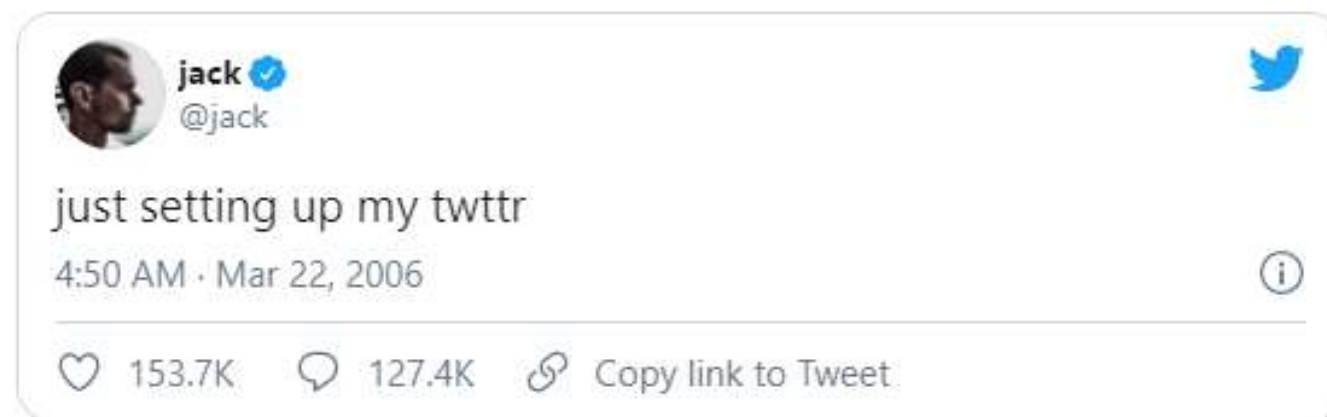 jack
@jack
just setting up my twttr
4:50 AM · Mar 22, 2006
153.7K 127.4K Copy link to Tweet